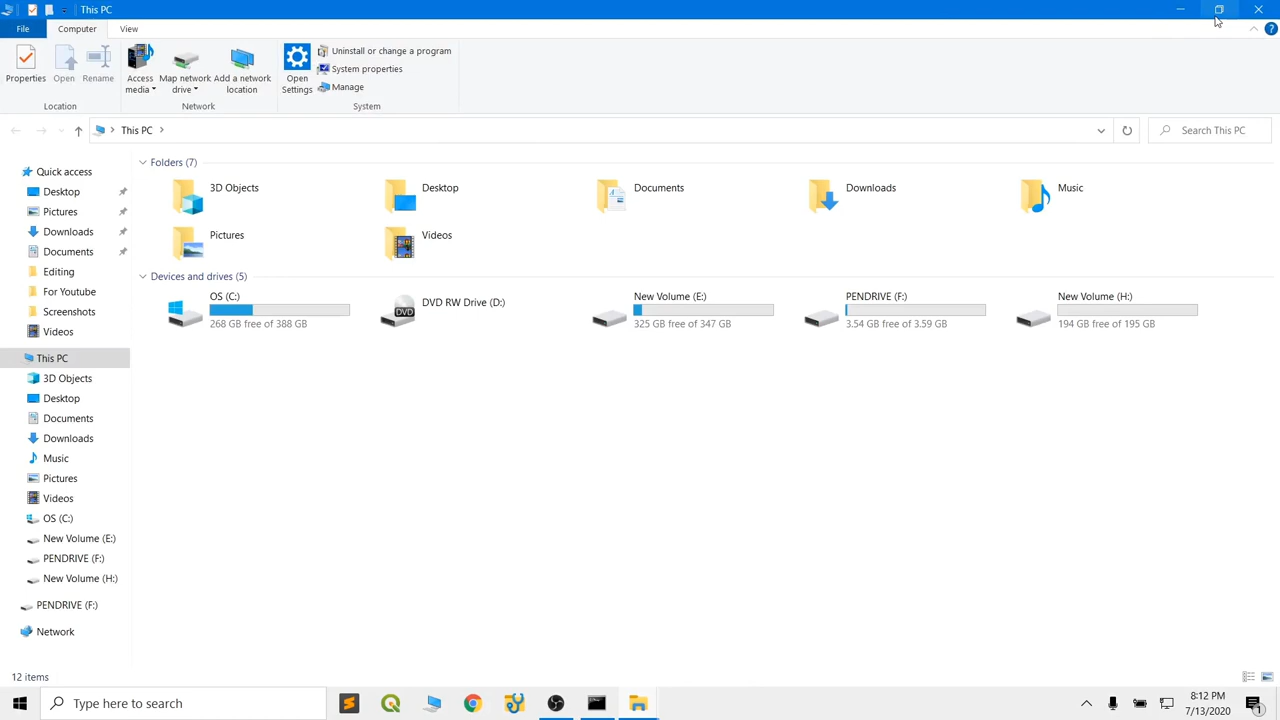 This PC
File
Computer
View
Properties
Open
Rename
Access
media
Map network
drive
Add a network
location
Open
Settings
Uninstall or change a program
System properties
Manage
Location
Network
System
This PC
Search This PC
Quick access
Desktop
Pictures
Downloads
Documents
Editing
For Youtube
Screenshots
Videos
This PC
3D Objects
Desktop
Documents
Downloads
Music
Pictures
Videos
OS (C:)
New Volume (E:)
PENDRIVE (F:)
New Volume (H:)
PENDRIVE (F:)
Network
Folders (7)
3D Objects
Desktop
Documents
Downloads
Music
Pictures
Videos
Devices and drives (5)
OS (C:)
268 GB free of 388 GB
DVD
DVD RW Drive (D:)
New Volume (E:)
325 GB free of 347 GB
PENDRIVE (F:)
3.54 GB free of 3.59 GB
New Volume (H:)
194 GB free of 195 GB
12 items
Type here to search
8:12 PM
7/13/2020
1